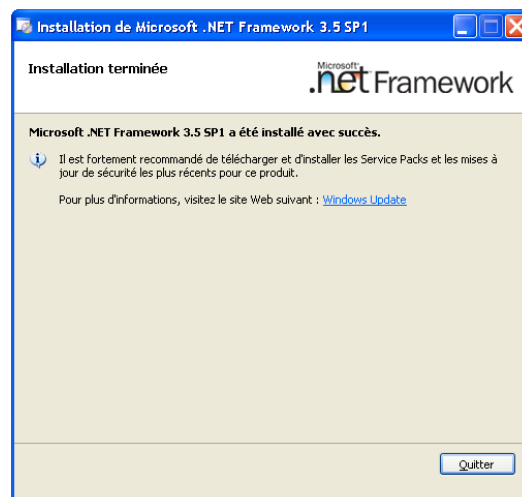 Installation de Microsoft .NET Framework 3.5 SP1
Installation terminée
Microsoft
.net Framework
Microsoft .NET Framework 3.5 SP1 a été installé avec succès.
Il est fortement recommandé de télécharger et d'installer les Service Packs et les mises à
jour de sécurité les plus récents pour ce produit.
Pour plus d'informations, visitez le site Web suivant : Windows Update
Quitter